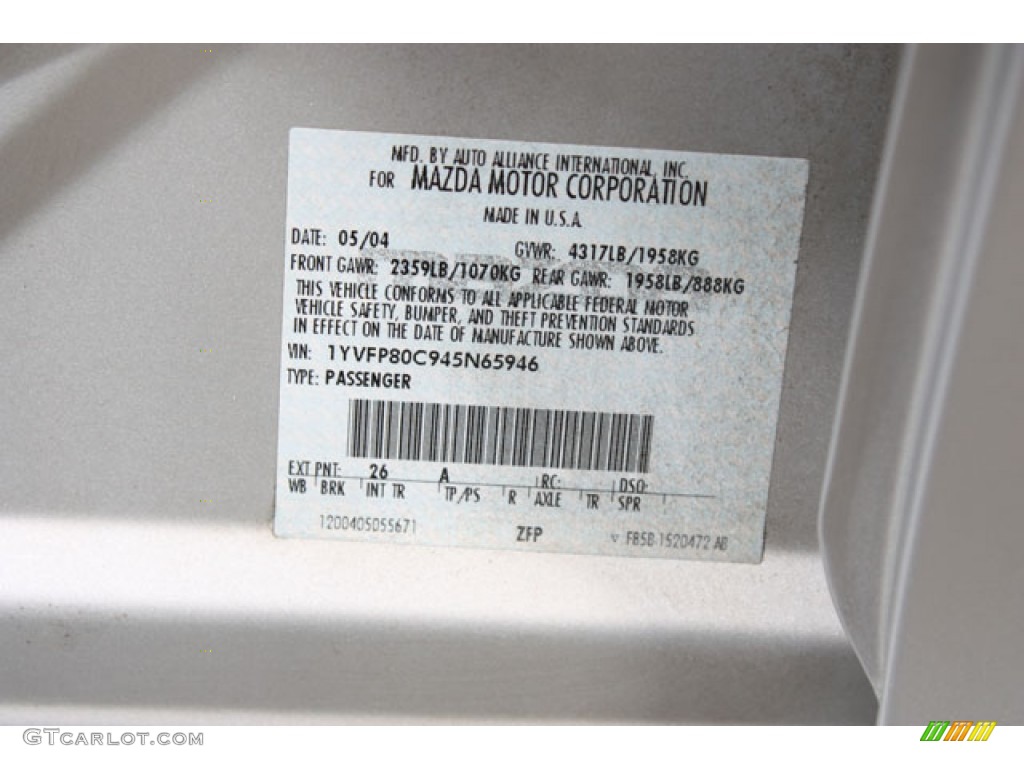 MFD. BY AUTO ALLIANCE INTERNATIONAL, INC.
FOR MAZDA MOTOR CORPORATION
MADE IN U.S.A.
DATE: 05/04 GVWR: 4317LB/1958KG
FRONT GAWR: 2359LB/1070KG REAR GAWR: 1958LB/888KG
THIS VEHICLE CONFORMS TO ALL APPLICABLE FEDERAL MOTOR
VEHICLE SAFETY, BUMPER, AND THEFT PREVENTION STANDARDS
IN EFFECT ON THE DATE OF MANUFACTURE SHOWN ABOVE.
VIN: 1YVFP80C945N65946
TYPE: PASSENGER
EXT PNT: 26 A RC: DSO:
WB BRK INT TR TP/PS R AXLE TR SPR
1200405055671 ZFP V FB5B-1520472-AB
GTCARLOT.COM